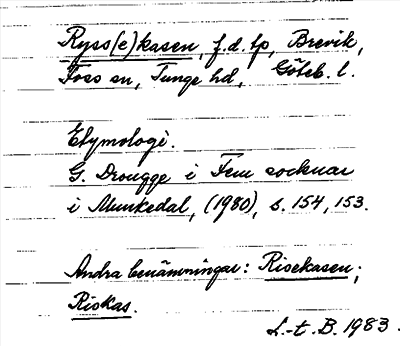 Ryss(e)kasen, f.d. tp, Brevik,
Foss sn, Tunge hd, Göteb. l.
Etymologi.
G. Drougge i Fem socknar
i Munkedal, (1980), s. 154, 153.
Andra benämningar: Risekasen;
Riskas.
L.-t. B. 1983.